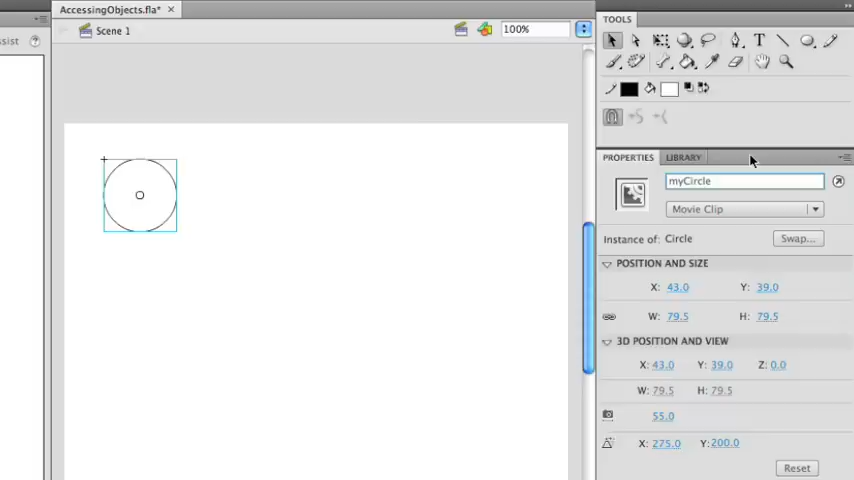 AccessingObjects.fla*
TOOLS
sist
Scene 1
100%
PROPERTIES
LIBRARY
myCircle
Movie Clip
Instance of: Circle
Swap...
POSITION AND SIZE
X: 43.0
Y: 39.0
W: 79.5
H: 79.5
3D POSITION AND VIEW
X: 43.0
Y: 39.0
Z: 0.0
W: 79.5
H: 79.5
55.0
X: 275.0
Y: 200.0
Reset